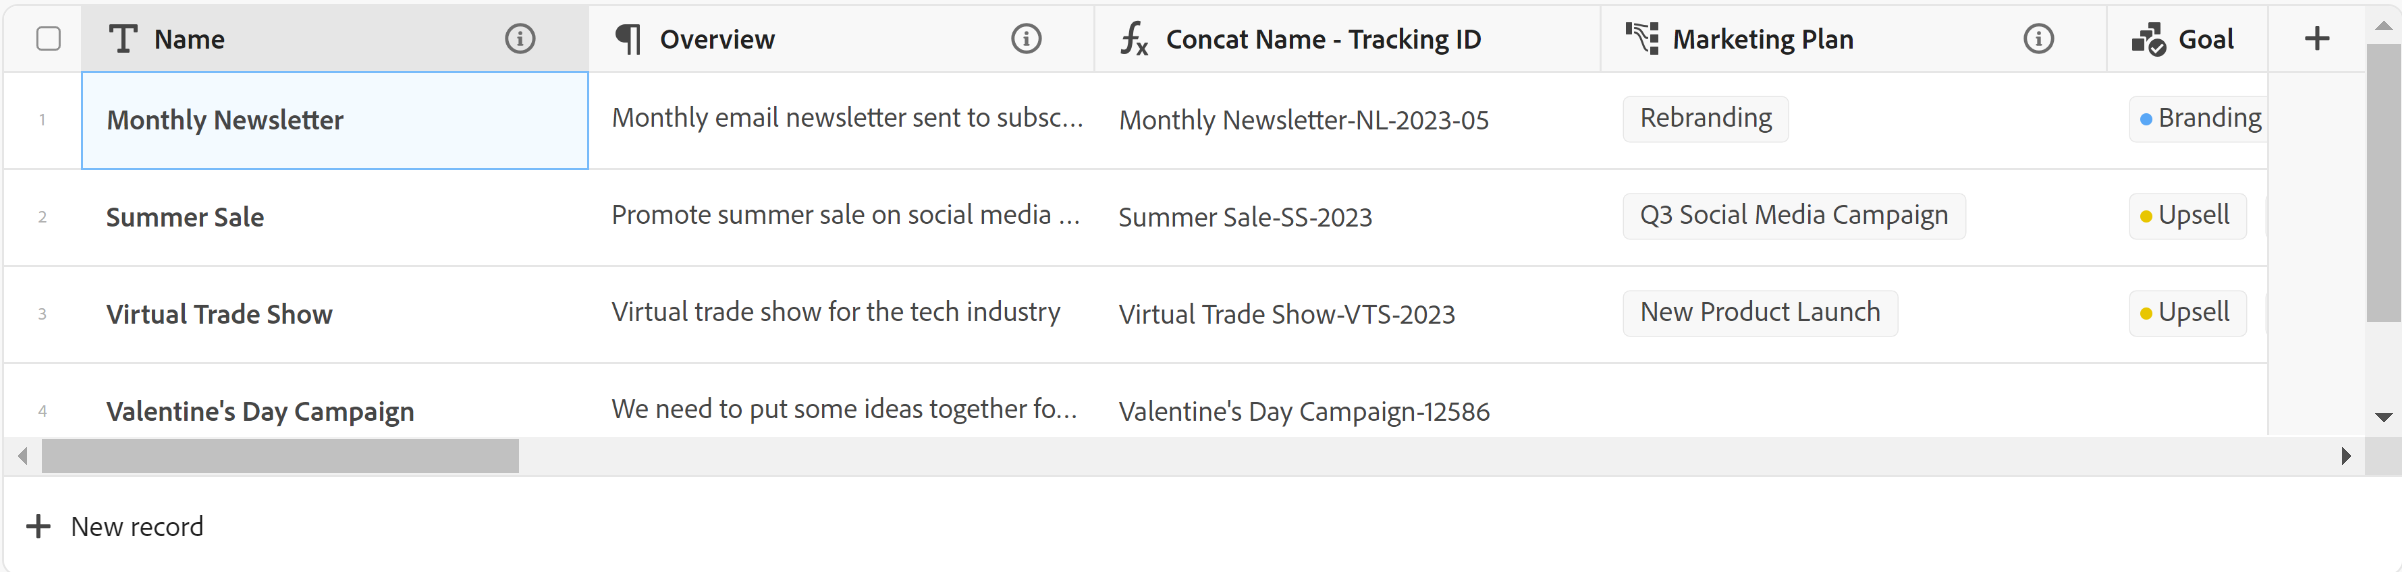 Name Overview Concat Name - Tracking ID Marketing Plan Goal
1 Monthly Newsletter Monthly email newsletter sent to subsc... Monthly Newsletter-NL-2023-05 Rebranding Branding
2 Summer Sale Promote summer sale on social media ... Summer Sale-SS-2023 Q3 Social Media Campaign Upsell
3 Virtual Trade Show Virtual trade show for the tech industry Virtual Trade Show-VTS-2023 New Product Launch Upsell
4 Valentine's Day Campaign We need to put some ideas together fo... Valentine's Day Campaign-12586
New record